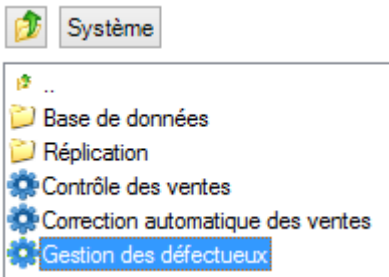 Système
..
Base de données
Réplication
Contrôle des ventes
Correction automatique des ventes
Gestion des défectueux